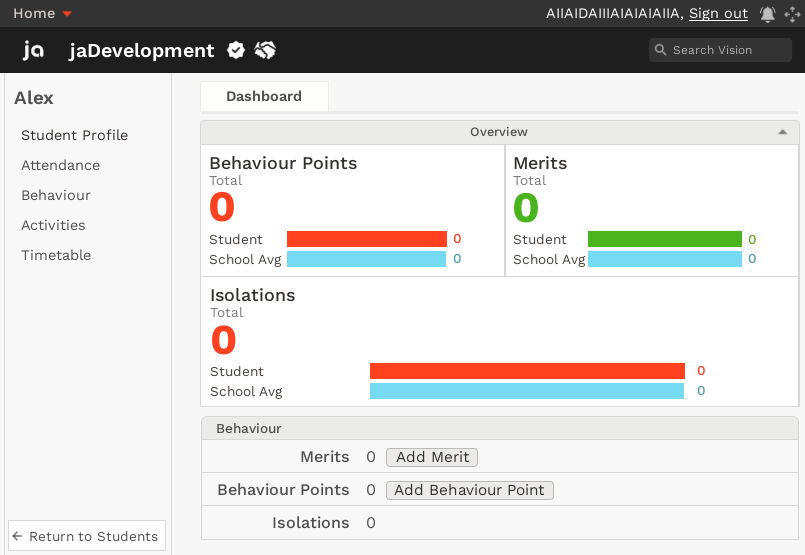 Home
AIIAIDAIIIAIAIAIAIIA, Sign out
ja jaDevelopment
Search Vision
Alex
Student Profile
Attendance
Behaviour
Activities
Timetable
Return to Students
Dashboard
Overview
Behaviour Points
Total
0
Student 0
School Avg 0
Merits
Total
0
Student 0
School Avg 0
Isolations
Total
0
Student 0
School Avg 0
Behaviour
Merits 0 Add Merit
Behaviour Points 0 Add Behaviour Point
Isolations 0